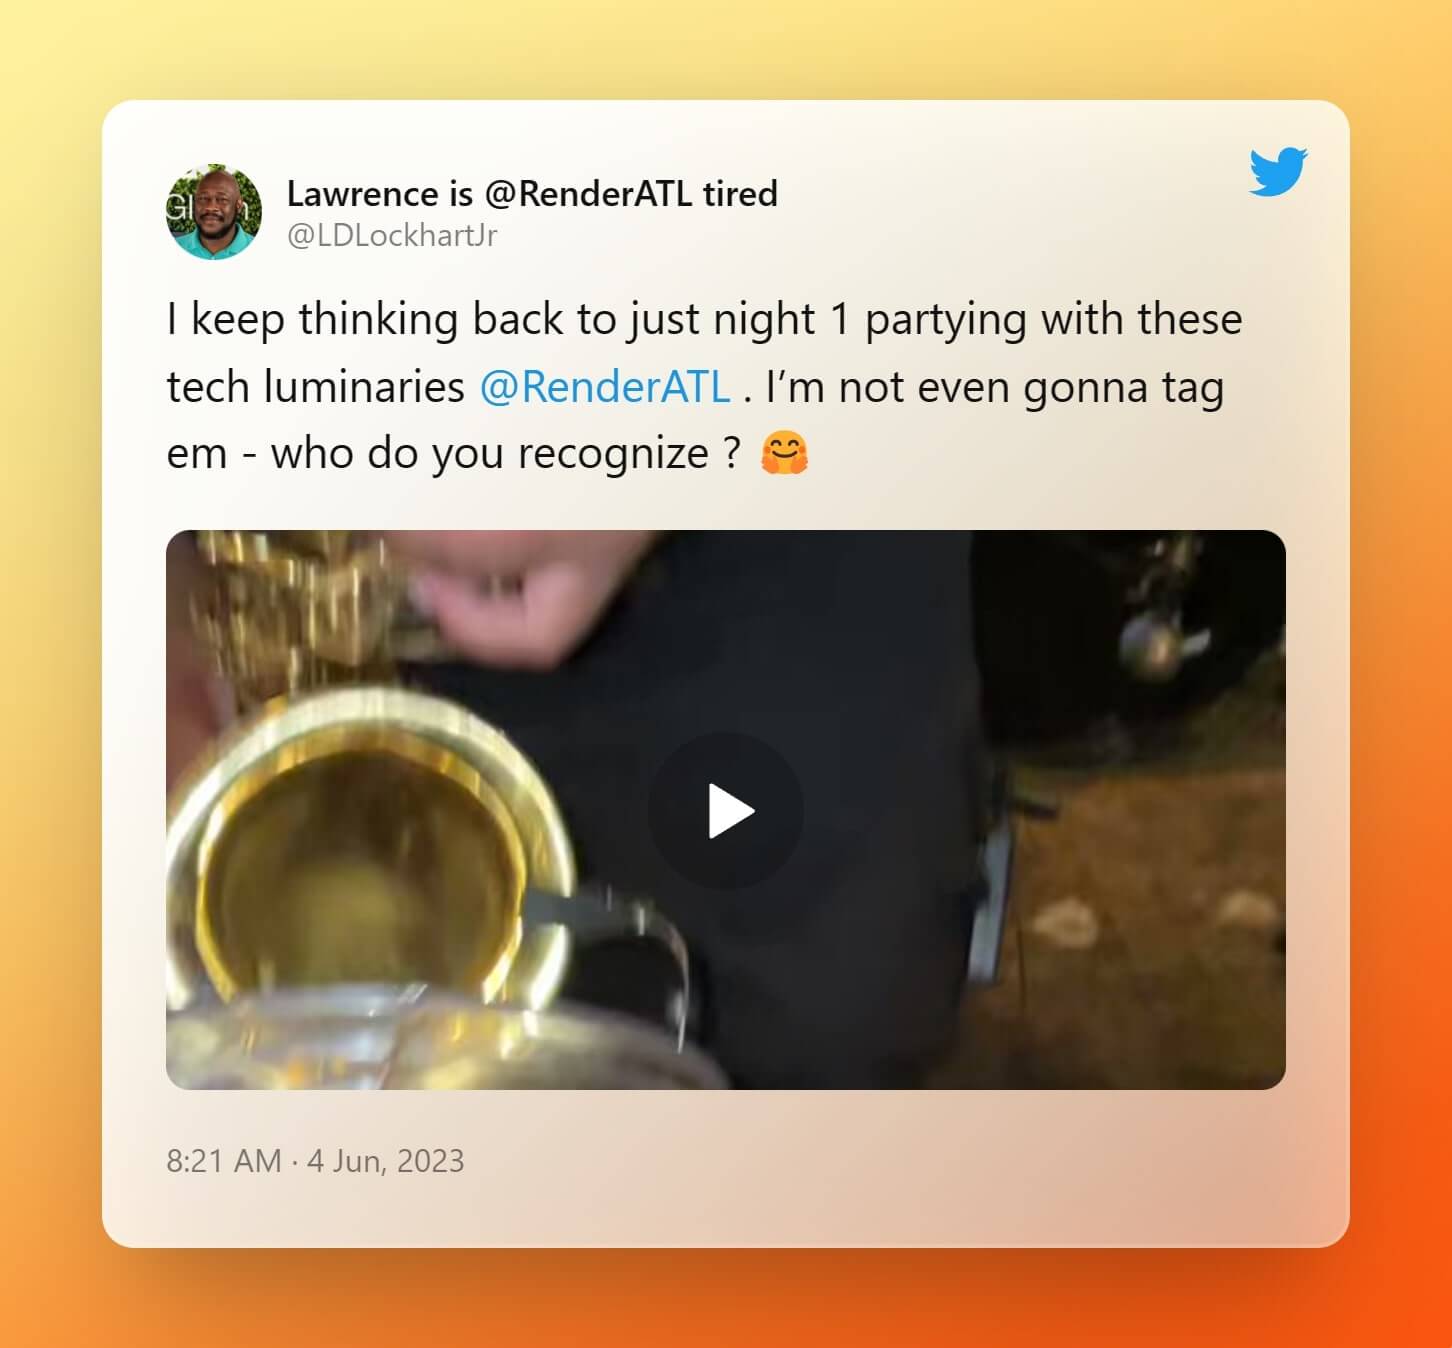 Lawrence is @RenderATL tired
@LDLockhartJr
I keep thinking back to just night 1 partying with these
tech luminaries @RenderATL . I’m not even gonna tag
em - who do you recognize ? 🤗
8:21 AM · 4 Jun, 2023